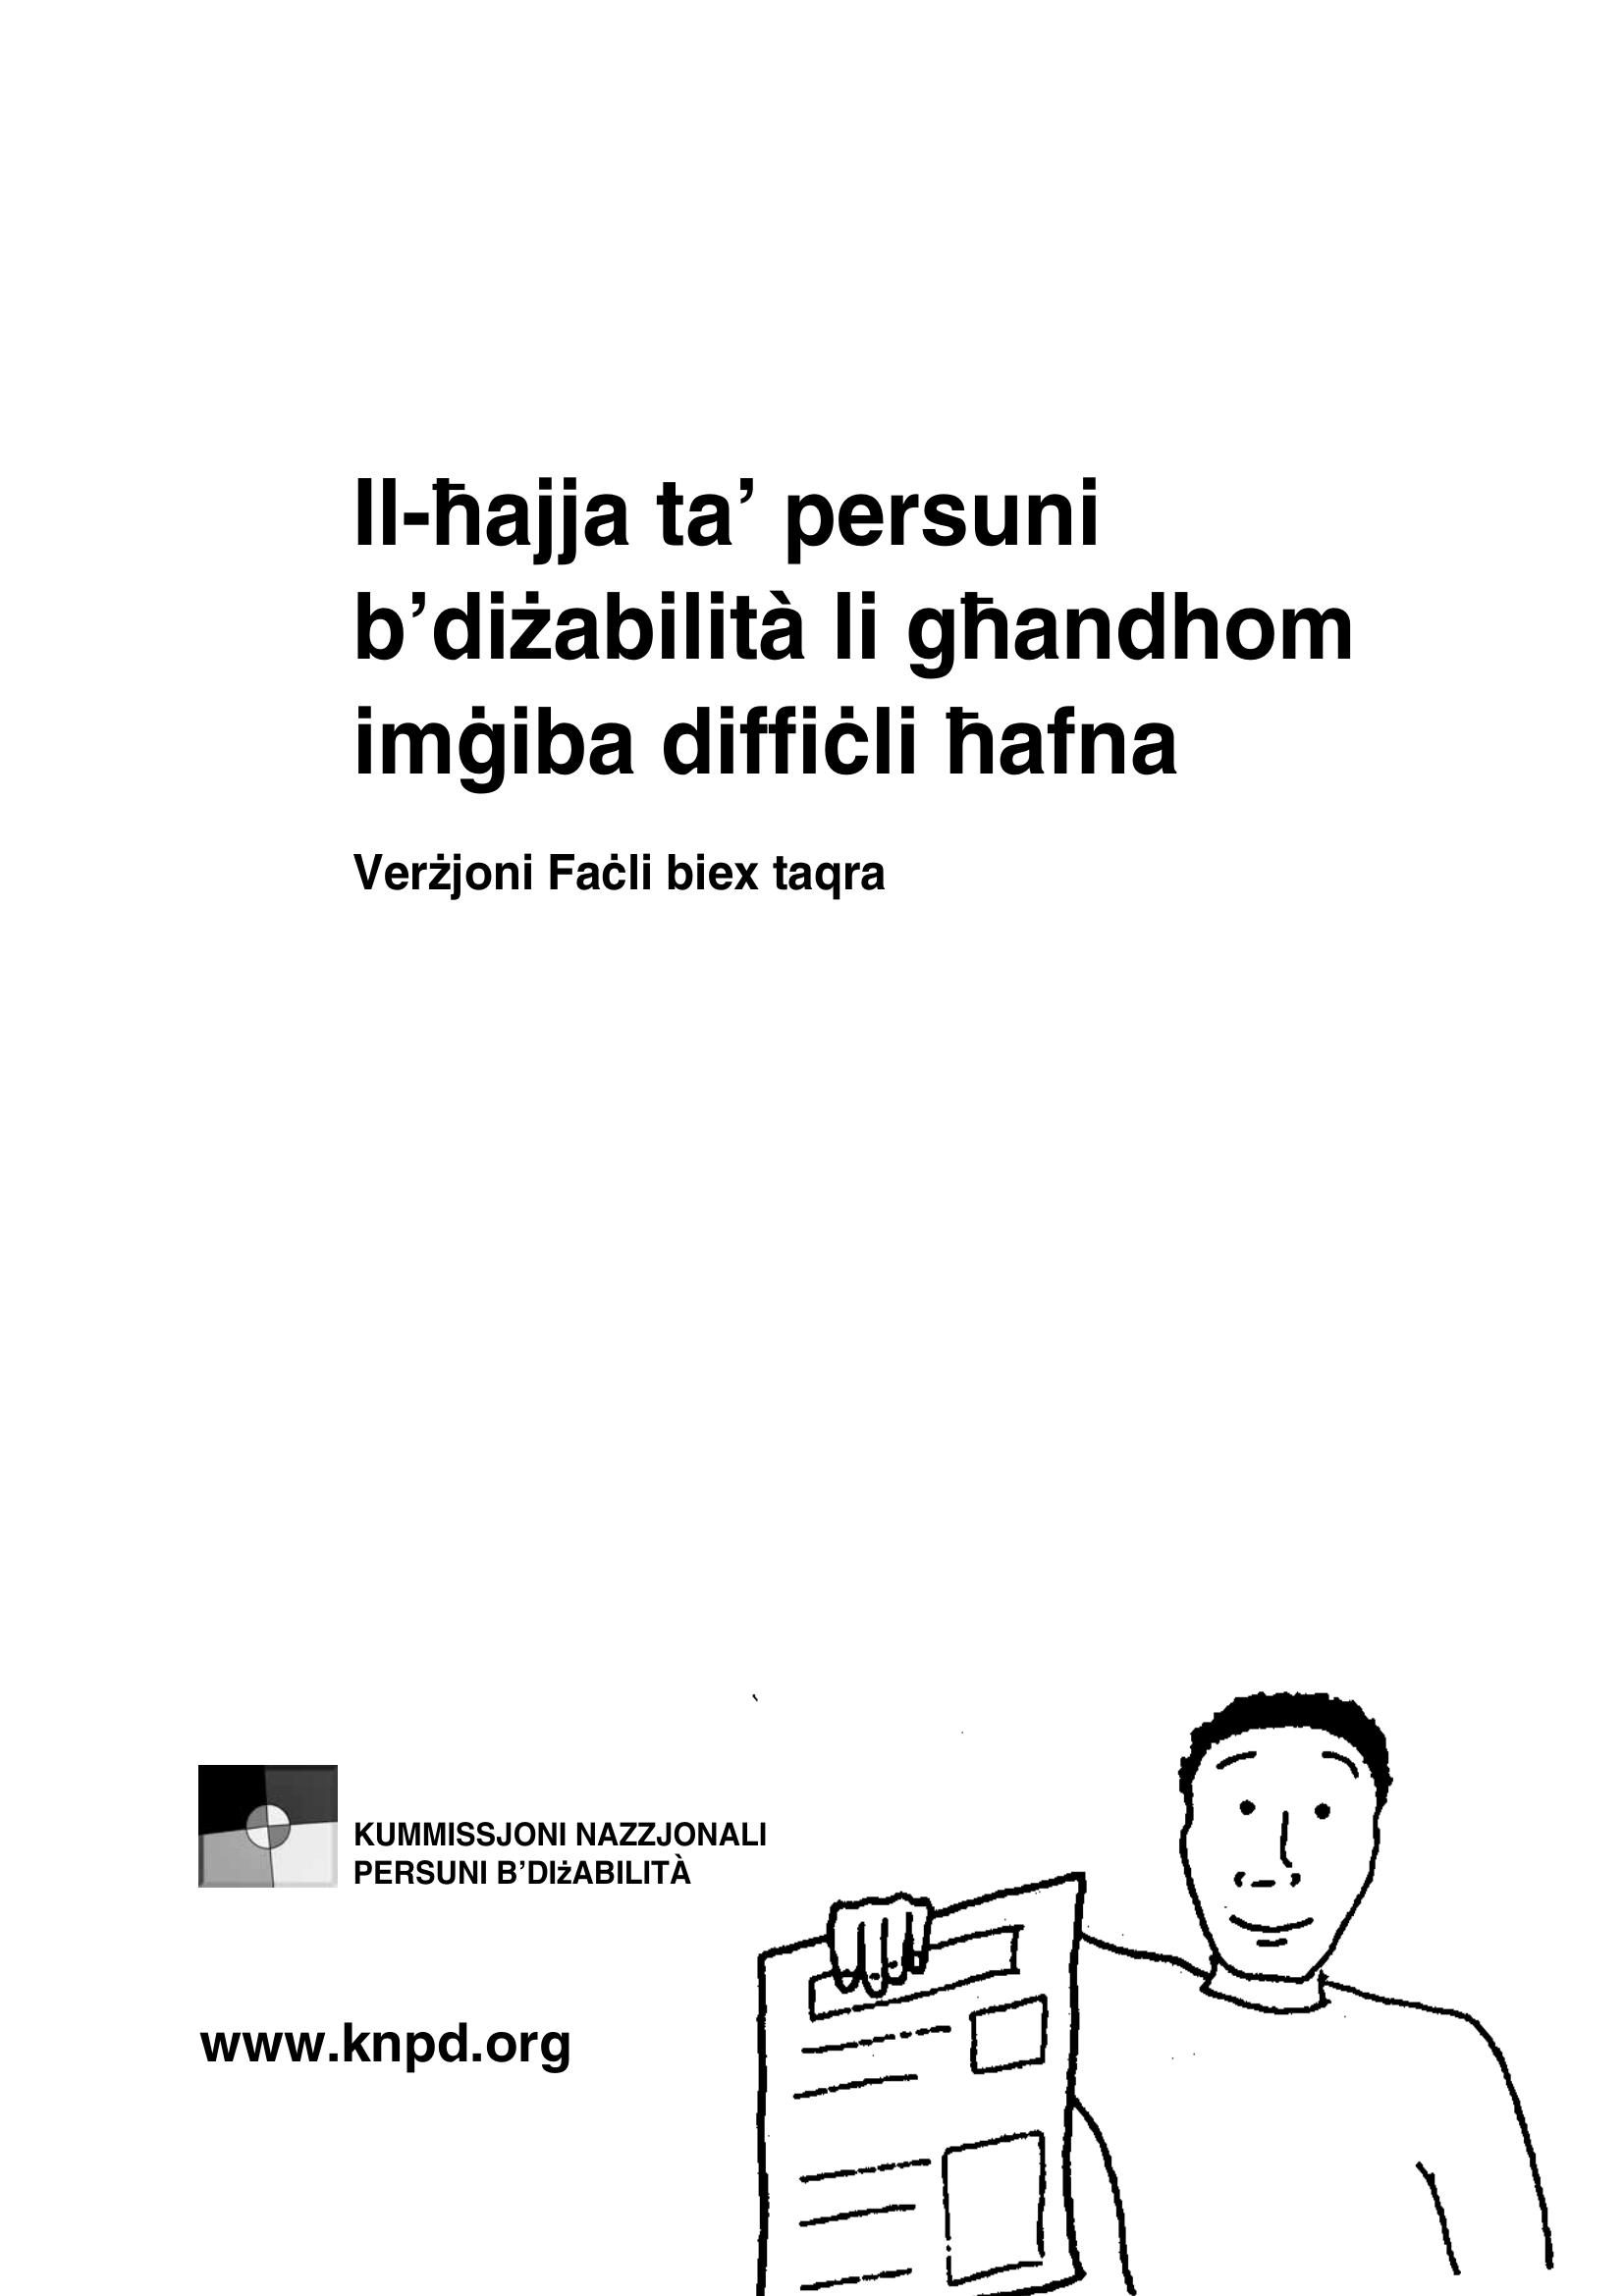 Il-ħajja ta’ persuni
b’diżabilità li għandhom
imġiba diffiċli ħafna
Verżjoni Faċli biex taqra
KUMMISSJONI NAZZJONALI
PERSUNI B’DIżABILITÀ
www.knpd.org